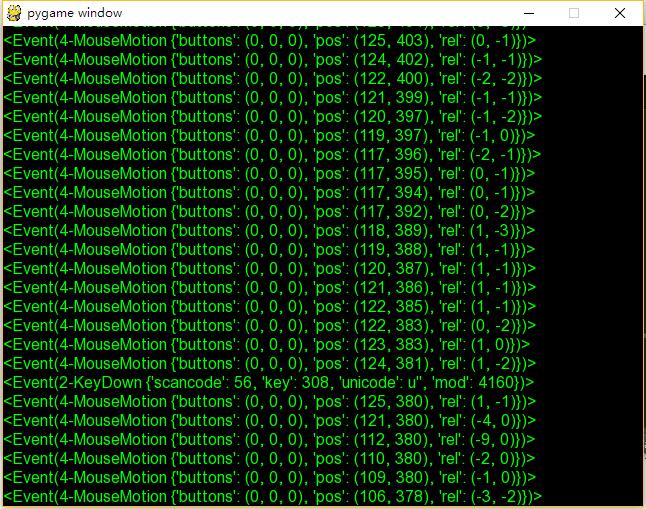 pygame window
<Event(4-MouseMotion {'buttons': (0, 0, 0), 'pos': (125, 403), 'rel': (0, -1)})>
<Event(4-MouseMotion {'buttons': (0, 0, 0), 'pos': (124, 402), 'rel': (-1, -1)})>
<Event(4-MouseMotion {'buttons': (0, 0, 0), 'pos': (122, 400), 'rel': (-2, -2)})>
<Event(4-MouseMotion {'buttons': (0, 0, 0), 'pos': (121, 399), 'rel': (-1, -1)})>
<Event(4-MouseMotion {'buttons': (0, 0, 0), 'pos': (120, 397), 'rel': (-1, -2)})>
<Event(4-MouseMotion {'buttons': (0, 0, 0), 'pos': (119, 397), 'rel': (-1, 0)})>
<Event(4-MouseMotion {'buttons': (0, 0, 0), 'pos': (117, 396), 'rel': (-2, -1)})>
<Event(4-MouseMotion {'buttons': (0, 0, 0), 'pos': (117, 395), 'rel': (0, -1)})>
<Event(4-MouseMotion {'buttons': (0, 0, 0), 'pos': (117, 394), 'rel': (0, -1)})>
<Event(4-MouseMotion {'buttons': (0, 0, 0), 'pos': (117, 392), 'rel': (0, -2)})>
<Event(4-MouseMotion {'buttons': (0, 0, 0), 'pos': (118, 389), 'rel': (1, -3)})>
<Event(4-MouseMotion {'buttons': (0, 0, 0), 'pos': (119, 388), 'rel': (1, -1)})>
<Event(4-MouseMotion {'buttons': (0, 0, 0), 'pos': (120, 387), 'rel': (1, -1)})>
<Event(4-MouseMotion {'buttons': (0, 0, 0), 'pos': (121, 386), 'rel': (1, -1)})>
<Event(4-MouseMotion {'buttons': (0, 0, 0), 'pos': (122, 385), 'rel': (1, -1)})>
<Event(4-MouseMotion {'buttons': (0, 0, 0), 'pos': (122, 383), 'rel': (0, -2)})>
<Event(4-MouseMotion {'buttons': (0, 0, 0), 'pos': (123, 383), 'rel': (1, 0)})>
<Event(4-MouseMotion {'buttons': (0, 0, 0), 'pos': (124, 381), 'rel': (1, -2)})>
<Event(2-KeyDown {'scancode': 56, 'key': 308, 'unicode': u'', 'mod': 4160})>
<Event(4-MouseMotion {'buttons': (0, 0, 0), 'pos': (125, 380), 'rel': (1, -1)})>
<Event(4-MouseMotion {'buttons': (0, 0, 0), 'pos': (121, 380), 'rel': (-4, 0)})>
<Event(4-MouseMotion {'buttons': (0, 0, 0), 'pos': (112, 380), 'rel': (-9, 0)})>
<Event(4-MouseMotion {'buttons': (0, 0, 0), 'pos': (110, 380), 'rel': (-2, 0)})>
<Event(4-MouseMotion {'buttons': (0, 0, 0), 'pos': (109, 380), 'rel': (-1, 0)})>
<Event(4-MouseMotion {'buttons': (0, 0, 0), 'pos': (106, 378), 'rel': (-3, -2)})>